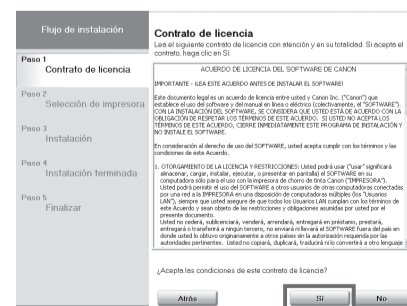 Flujo de instalación
Paso 1
Contrato de licencia
Paso 2
Selección de impresora
Paso 3
Instalación
Paso 4
Instalación terminada
Paso 5
Finalizar
Contrato de licencia
Lea el siguiente contrato de licencia con atención y en su totalidad. Si acepta el
contrato, haga clic en Sí.
ACUERDO DE LICENCIA DEL SOFTWARE DE CANON
IMPORTANTE - ¡LEA ESTE ACUERDO ANTES DE INSTALAR EL SOFTWARE!
Este documento legal es un acuerdo de licencia entre usted y Canon Inc. ("Canon") que
establece el uso del software y del manual en línea o eléctrico (colectivamente, el "SOFTWARE").
CON LA INSTALACIÓN DEL SOFTWARE, SE CONSIDERA QUE USTED ESTÁ DE ACUERDO CON LA
OBLIGACIÓN DE RESPETAR LOS TÉRMINOS DE ESTE ACUERDO. SI USTED NO ACEPTA LOS
TÉRMINOS DE ESTE ACUERDO, CIERRE INMEDIATAMENTE ESTE PROGRAMA DE INSTALACIÓN Y
NO INSTALE EL SOFTWARE.
En consideración al derecho de uso del SOFTWARE, usted acepta cumplir con los términos y las
condiciones de este Acuerdo.
1. OTORGAMIENTO DE LA LICENCIA Y RESTRICCIONES: Usted podrá usar ("usar" significará
almacenar, cargar, instalar, ejecutar, o presentar en pantalla) el SOFTWARE en su
computadora sólo para el uso con la impresora de chorro de tinta Canon ("IMPRESORA").
Usted podrá permitir el uso del SOFTWARE a otros usuarios de otras computadoras conectadas
por una red a la IMPRESORA en una disposición de computadoras múltiples (los "Usuarios
LAN"), siempre que usted asegure de que todos los Usuarios LAN cumplan con los términos de
este Acuerdo y sean objeto de las restricciones y obligaciones asumidas por usted por el
presente documento.
Usted no cederá, sublicenciará, venderá, arrendará, entregará en préstamo, prestará,
entregará o transferirá a ningún tercero, no enviará ni llevará el SOFTWARE fuera del país en
donde usted lo obtuvo originariamente a otros países sin la autorización requerida por las
autoridades pertinentes. Usted no copiará, duplicará, traducirá ni lo convertirá a otro lenguaje
¿Acepta las condiciones de este contrato de licencia?
Atrás
Sí
No